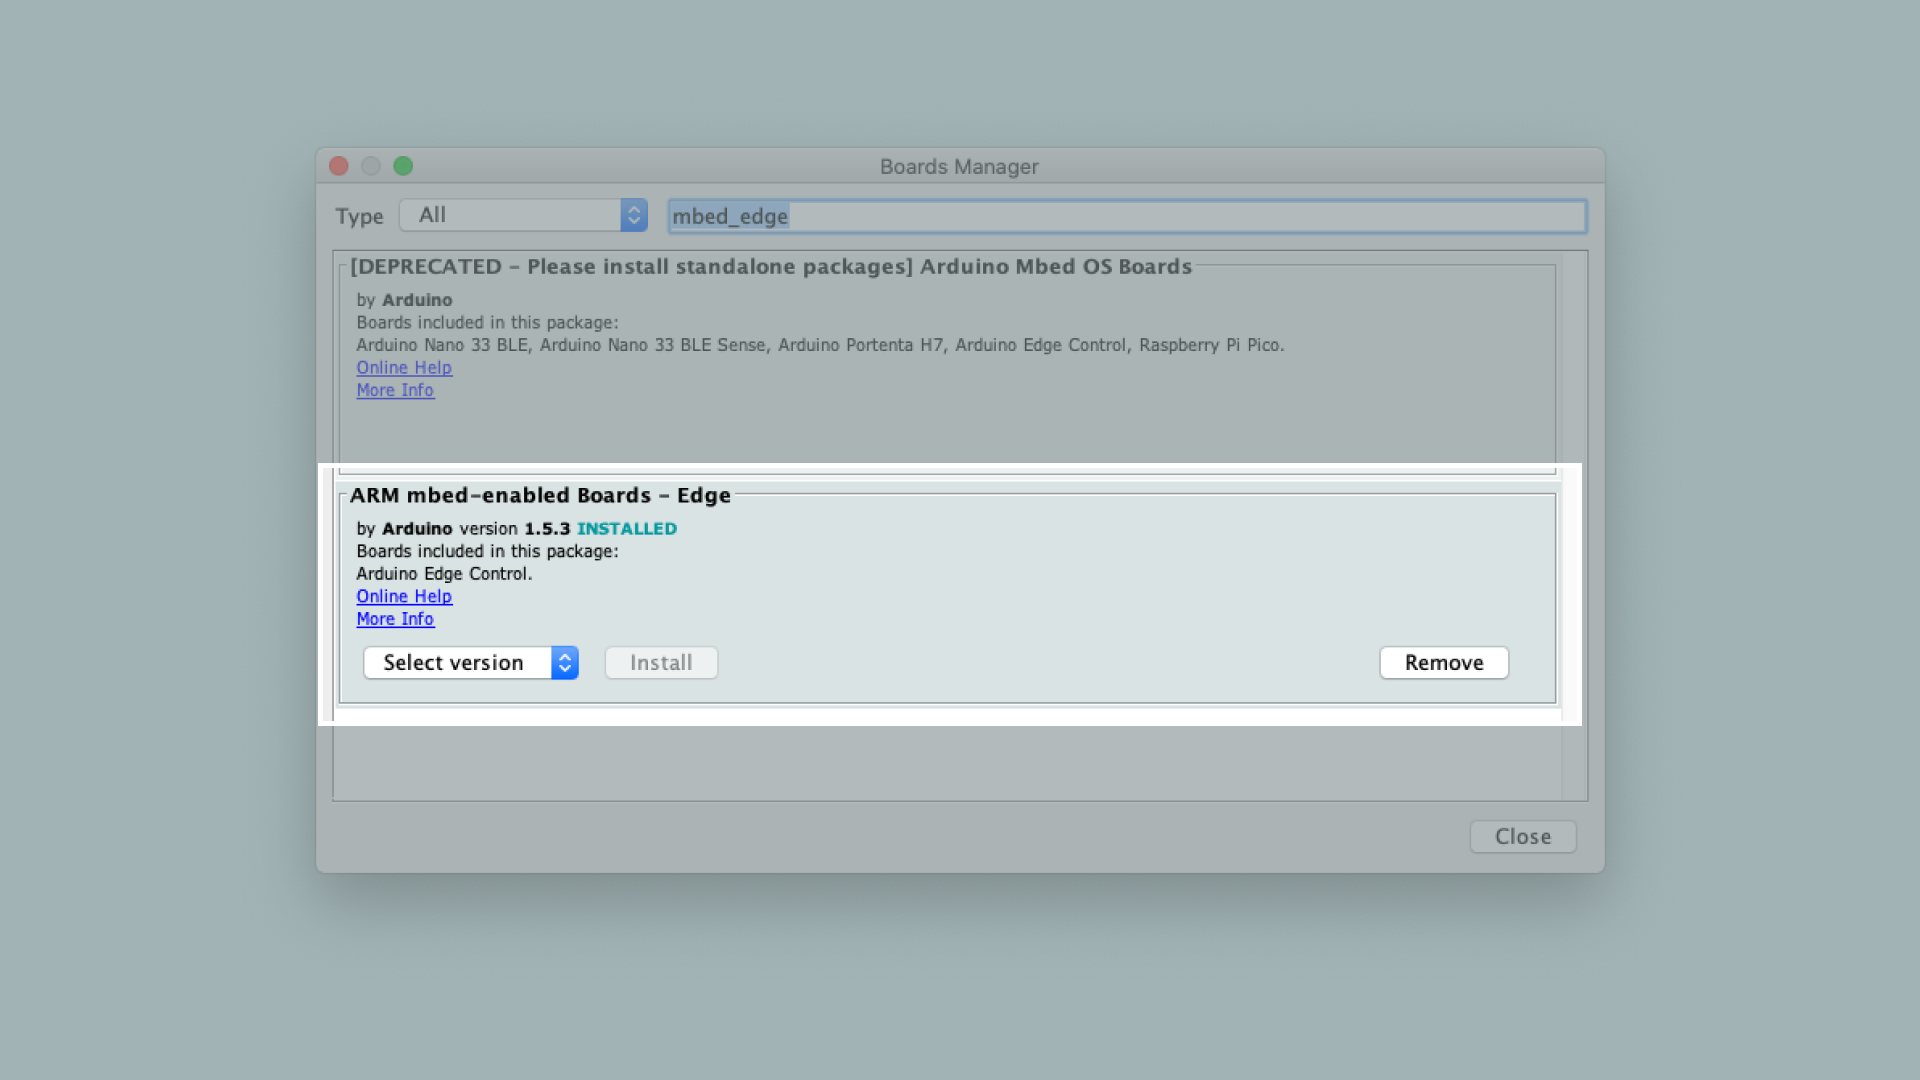 Boards Manager
Type All mbed_edge
[DEPRECATED - Please install standalone packages] Arduino Mbed OS Boards
by Arduino
Boards included in this package:
Arduino Nano 33 BLE, Arduino Nano 33 BLE Sense, Arduino Portenta H7, Arduino Edge Control, Raspberry Pi Pico.
Online Help
More Info
ARM mbed-enabled Boards - Edge
by Arduino version 1.5.3 INSTALLED
Boards included in this package:
Arduino Edge Control.
Online Help
More Info
Select version Install Remove
Close